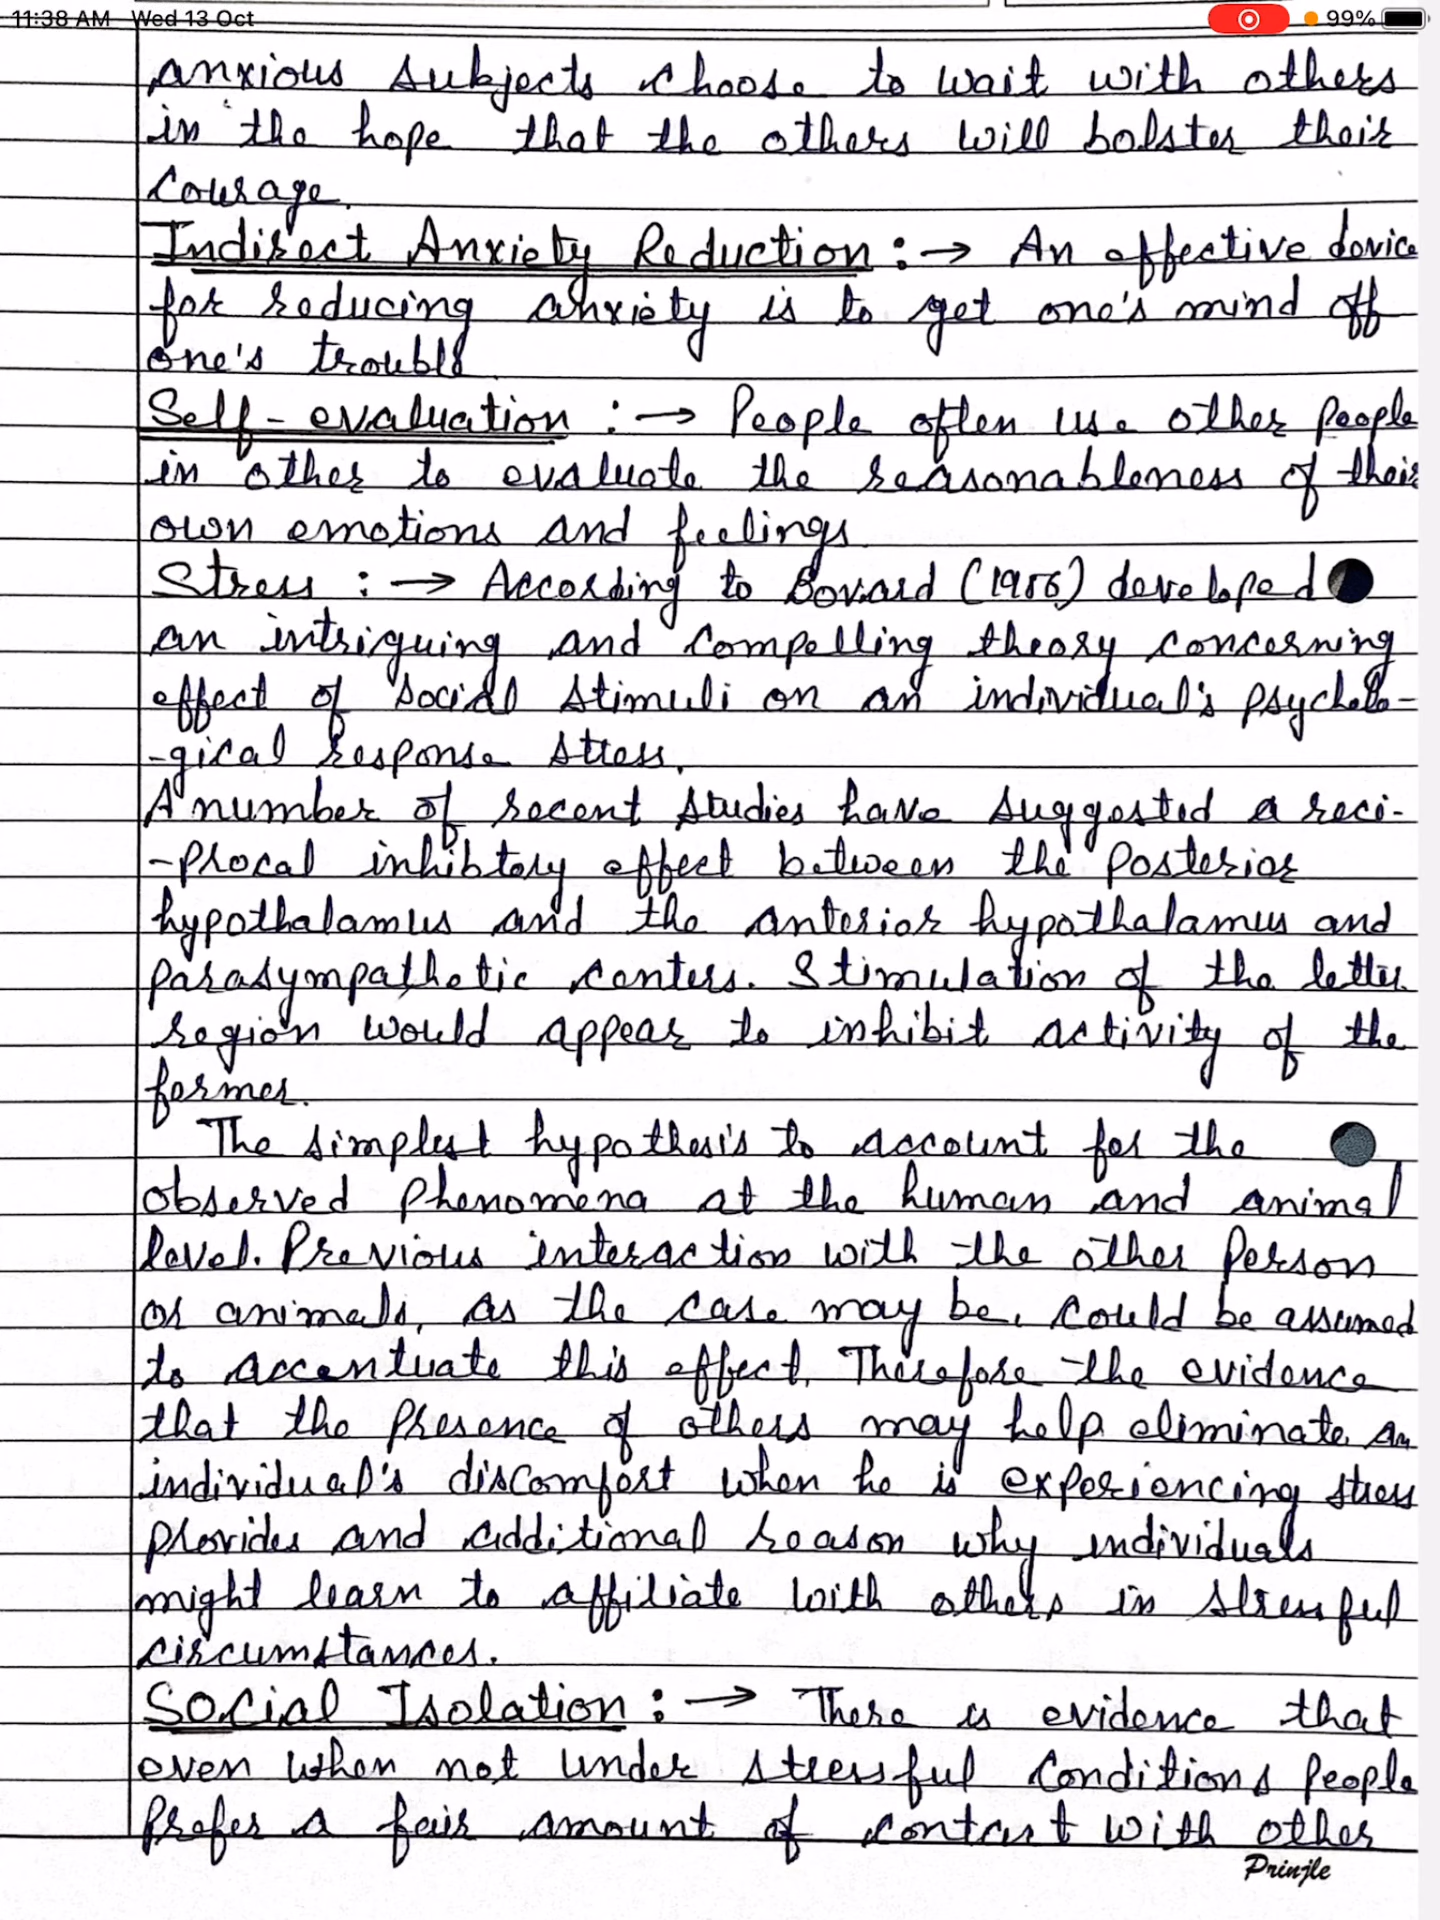 11:38 AM Wed 13 Oct 99%
anxious subjects choose to wait with others
in the hope that the others will bolster their
courage.
Indirect Anxiety Reduction :→ An effective device
for reducing anxiety is to get one's mind off
one's trouble
Self-evaluation :→ People often use other people
in other to evaluate the reasonableness of their
own emotions and feelings
Stress :→ According to Bovard (1956) developed
an intriguing and compelling theory concerning
effect of social stimuli on an individual's psycholo-
-gical response stress.
A number of recent studies have suggested a reci-
-procal inhibtory effect between the posterior
hypothalamus and the anterior hypothalamus and
parasympathetic centers. Stimulation of the letter
region would appear to inhibit activity of the
former.
The simplest hypothesis to account for the
observed phenomena at the human and animal
level. Previous interaction with the other person
or animals, as the case may be, could be assumed
to accentuate this effect. Therefore the evidence
that the presence of others may help eliminate an
individual's discomfort when he is experiencing stress
provides and additional reason why individuals
might learn to affiliate with others in stressful
circumstances.
Social Isolation :→ There is evidence that
even when not under stressful conditions people
prefer a fair amount of contact with other
Prinjle